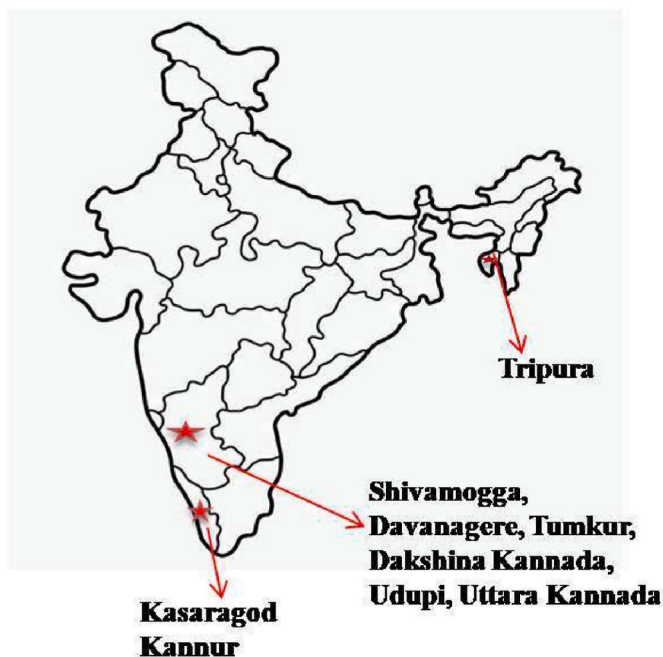 Tripura
Shivamogga,
Davanagere, Tumkur,
Dakshina Kannada,
Udupi, Uttara Kannada
Kasaragod
Kannur